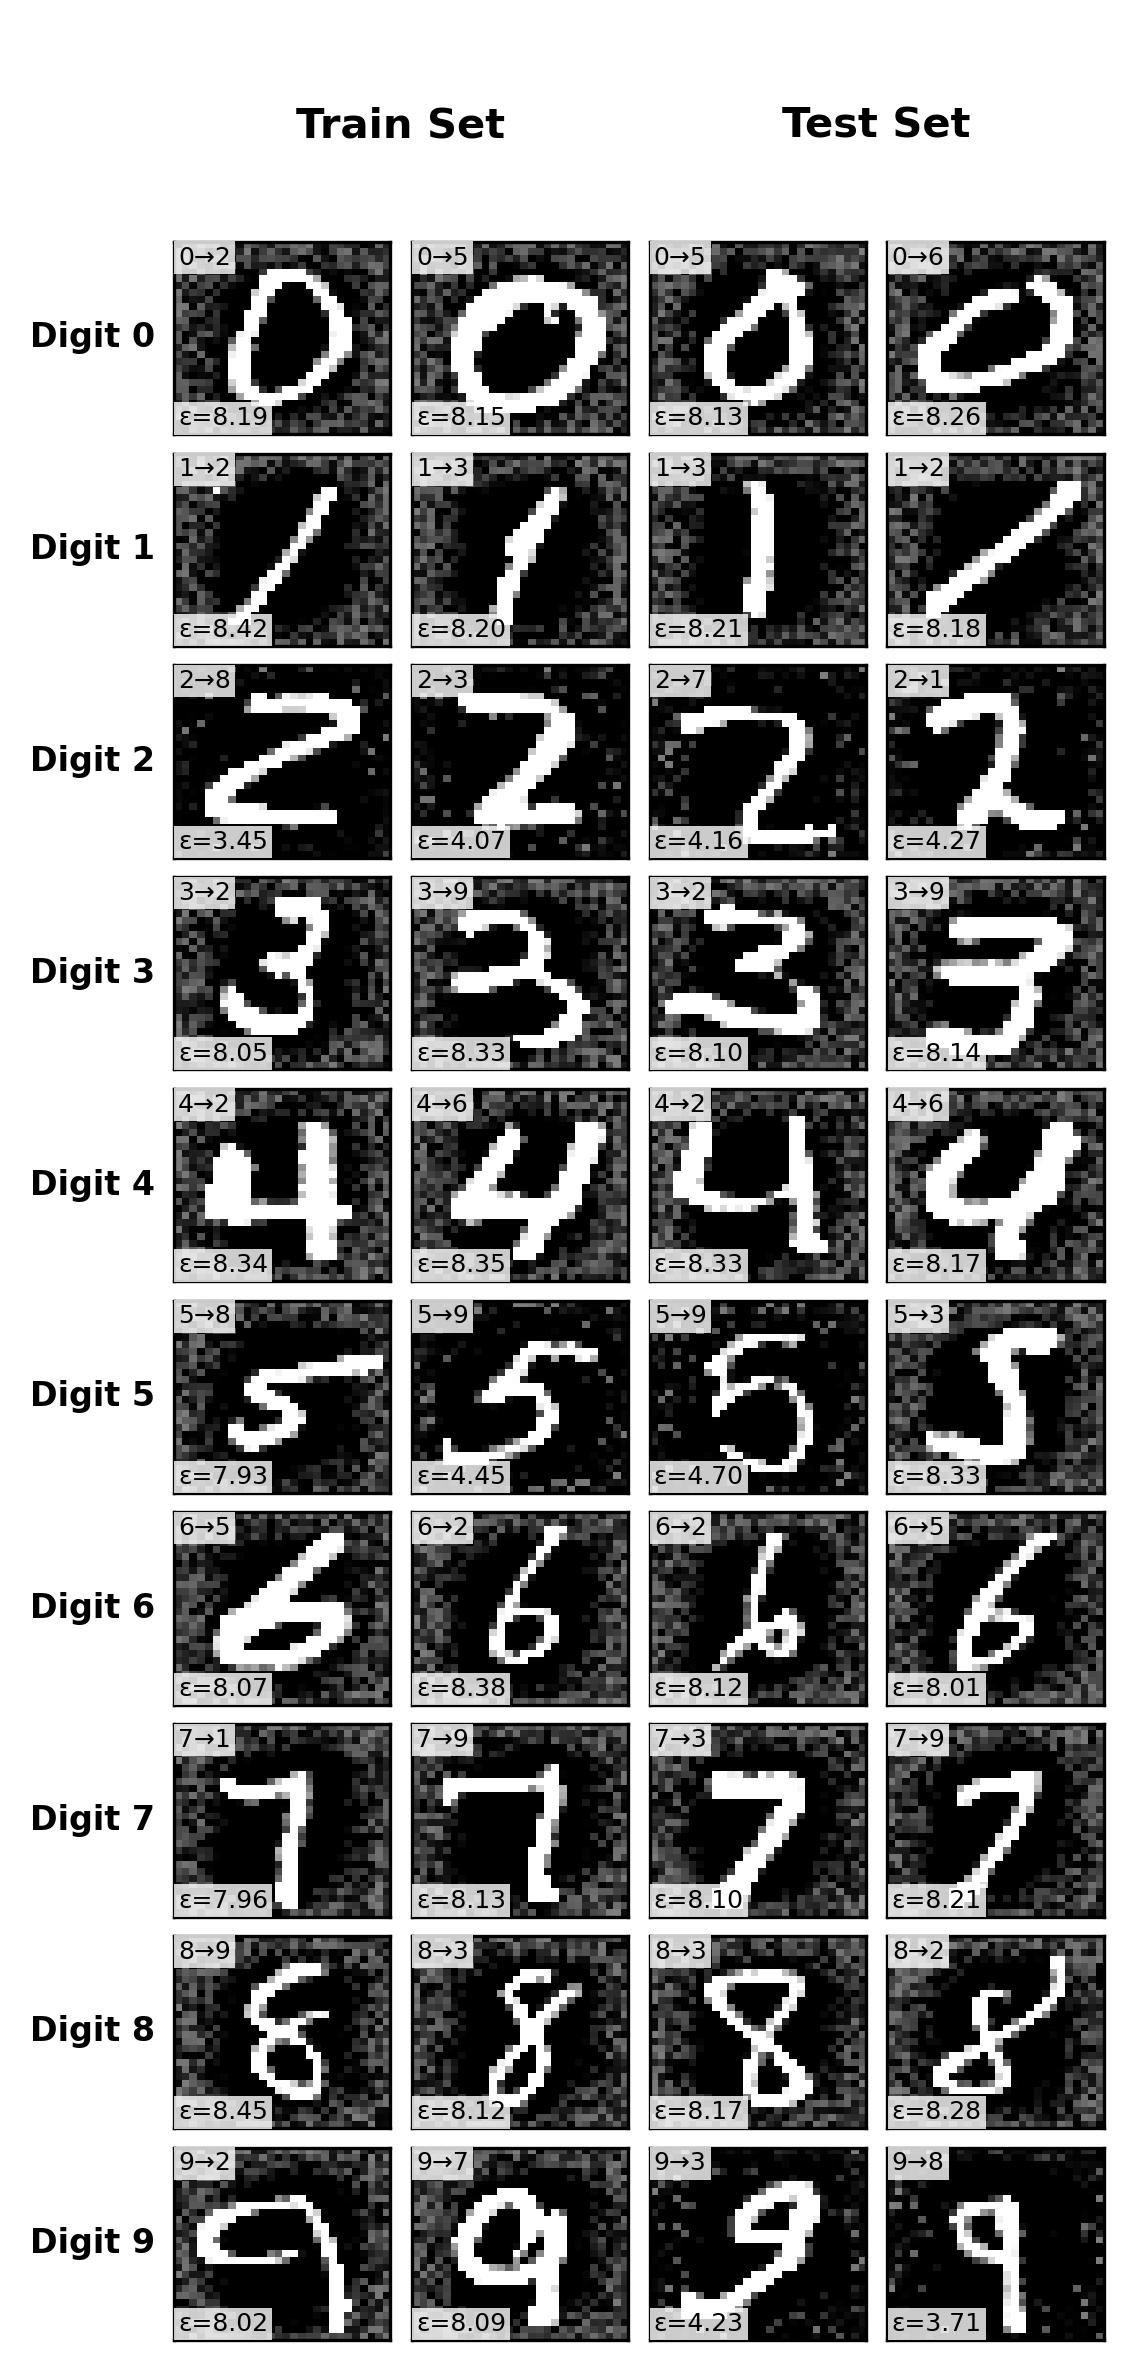 Train Set Test Set
0→2 0→5 0→5 0→6
Digit 0
ε=8.19 ε=8.15 ε=8.13 ε=8.26
1→2 1→3 1→3 1→2
Digit 1
ε=8.42 ε=8.20 ε=8.21 ε=8.18
2→8 2→3 2→7 2→1
Digit 2
ε=3.45 ε=4.07 ε=4.16 ε=4.27
3→2 3→9 3→2 3→9
Digit 3
ε=8.05 ε=8.33 ε=8.10 ε=8.14
4→2 4→6 4→2 4→6
Digit 4
ε=8.34 ε=8.35 ε=8.33 ε=8.17
5→8 5→9 5→9 5→3
Digit 5
ε=7.93 ε=4.45 ε=4.70 ε=8.33
6→5 6→2 6→2 6→5
Digit 6
ε=8.07 ε=8.38 ε=8.12 ε=8.01
7→1 7→9 7→3 7→9
Digit 7
ε=7.96 ε=8.13 ε=8.10 ε=8.21
8→9 8→3 8→3 8→2
Digit 8
ε=8.45 ε=8.12 ε=8.17 ε=8.28
9→2 9→7 9→3 9→8
Digit 9
ε=8.02 ε=8.09 ε=4.23 ε=3.71